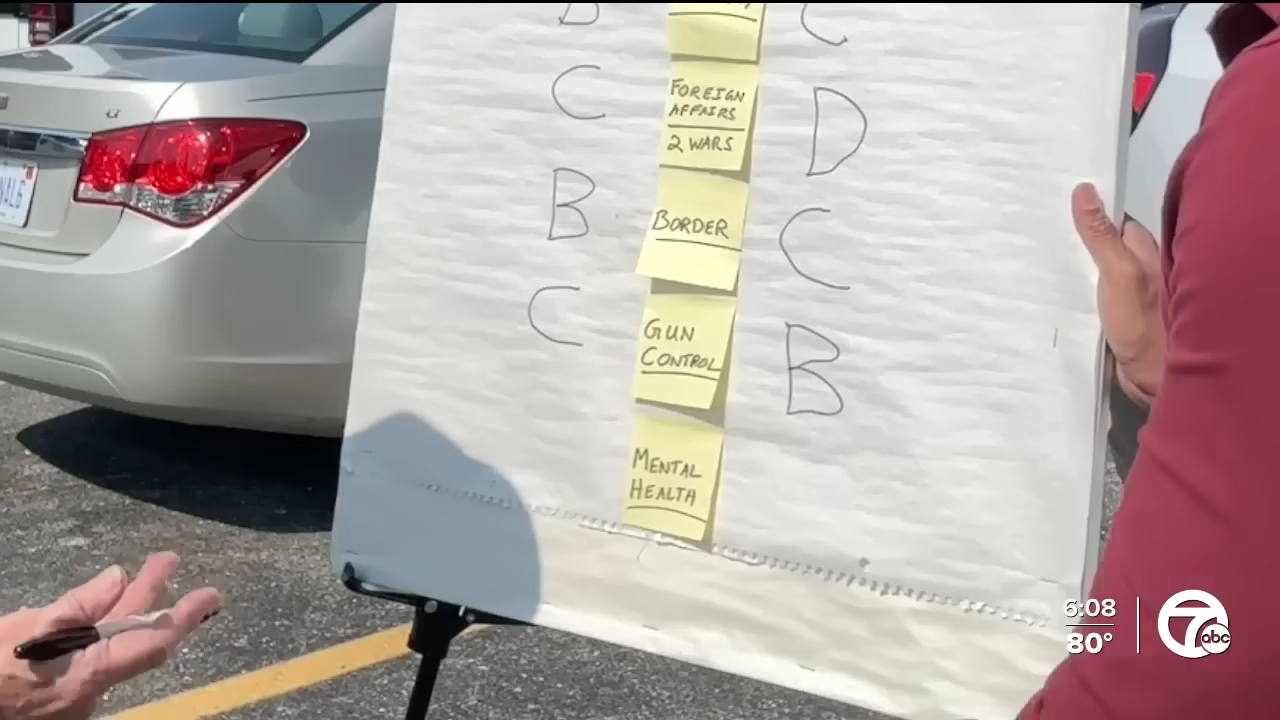 C
FOREIGN
AFFAIRS
2 WARS
D
B
BORDER
C
C
GUN
CONTROL
B
MENTAL
HEALTH
6:08
80°
7 abc